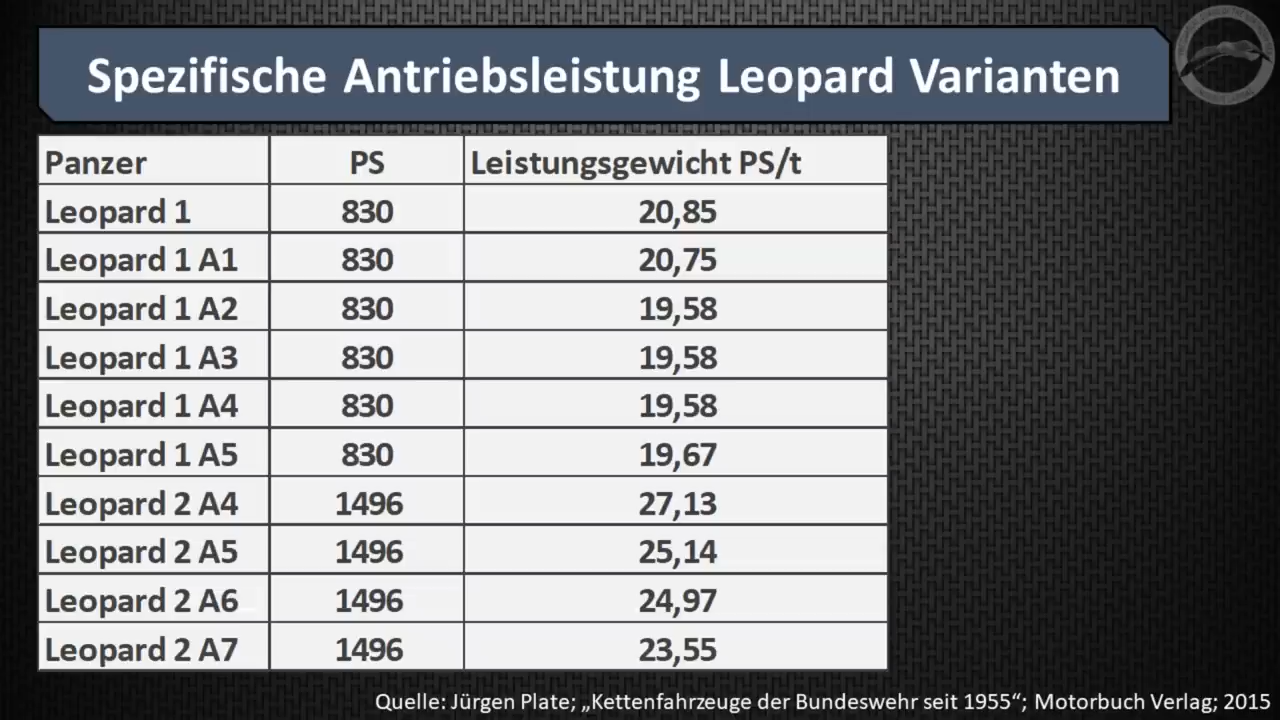 Spezifische Antriebsleistung Leopard Varianten
Panzer PS Leistungsgewicht PS/t
Leopard 1 830 20,85
Leopard 1 A1 830 20,75
Leopard 1 A2 830 19,58
Leopard 1 A3 830 19,58
Leopard 1 A4 830 19,58
Leopard 1 A5 830 19,67
Leopard 2 A4 1496 27,13
Leopard 2 A5 1496 25,14
Leopard 2 A6 1496 24,97
Leopard 2 A7 1496 23,55
Quelle: Jürgen Plate; „Kettenfahrzeuge der Bundeswehr seit 1955“; Motorbuch Verlag; 2015